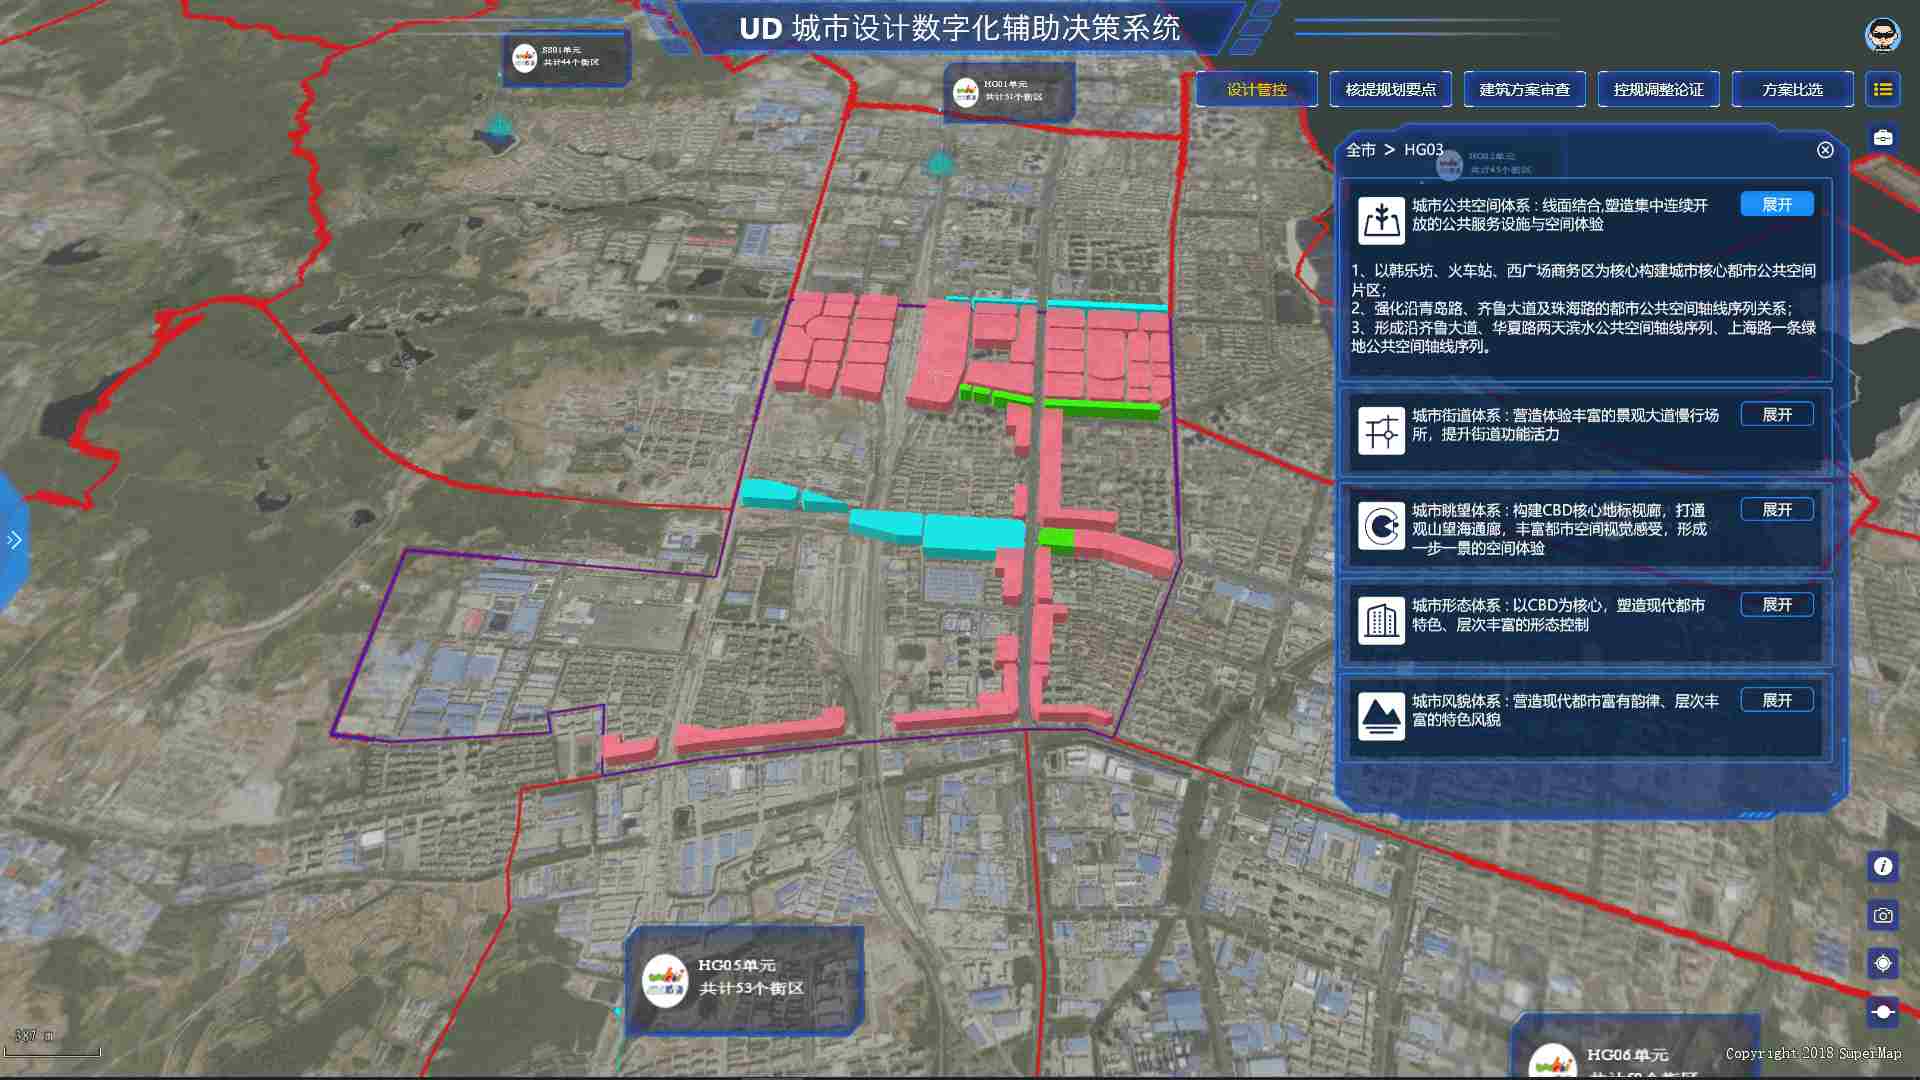 UD 城市设计数字化辅助决策系统
SS01单元
共计44个街区
HG01单元
共计51个街区
设计管控
核提规划要点
建筑方案审查
控规调整论证
方案比选
全市 > HG03
共计45个街区
城市公共空间体系 : 线面结合,塑造集中连续开
放的公共服务设施与空间体验
展开
1、以韩乐坊、火车站、西广场商务区为核心构建城市核心都市公共空间
片区；
2、强化沿青岛路、齐鲁大道及珠海路的都市公共空间轴线序列关系；
3、形成沿齐鲁大道、华夏路两天滨水公共空间轴线序列、上海路一条绿
地公共空间轴线序列。
城市街道体系 : 营造体验丰富的景观大道慢行场
所，提升街道功能活力
展开
城市眺望体系 : 构建CBD核心地标视廊，打通
观山望海通廊，丰富都市空间视觉感受，形成
一步一景的空间体验
展开
城市形态体系 : 以CBD为核心，塑造现代都市
特色、层次丰富的形态控制
展开
城市风貌体系 : 营造现代都市富有韵律、层次丰
富的特色风貌
展开
HG05单元
共计53个街区
HG06单元
387 m
Copyright 2018 SuperMap